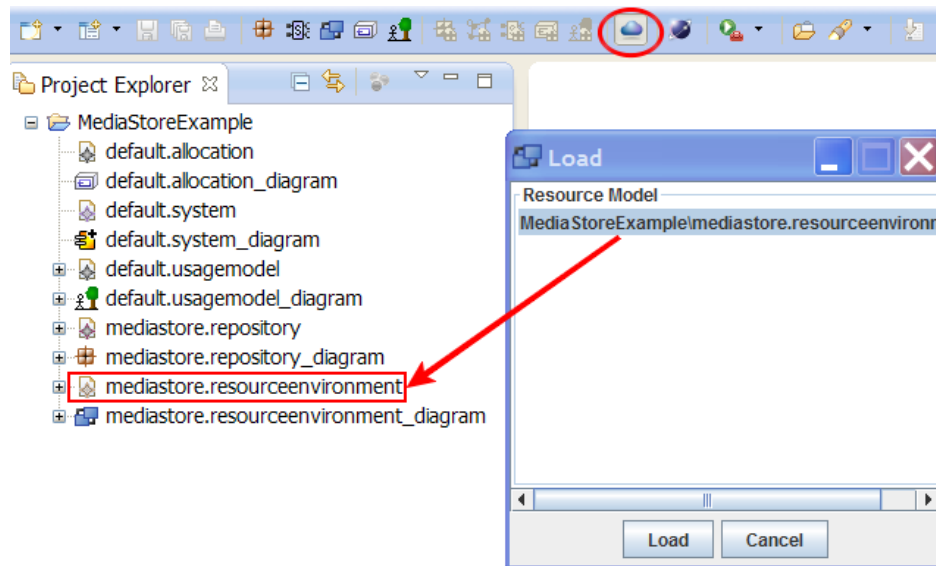 Project Explorer
MediaStoreExample
default.allocation
default.allocation_diagram
default.system
default.system_diagram
default.usagemodel
default.usagemodel_diagram
mediastore.repository
mediastore.repository_diagram
mediastore.resourceenvironment
mediastore.resourceenvironment_diagram
Load
Resource Model
MediaStoreExample\mediastore.resourceenvironr
Load
Cancel